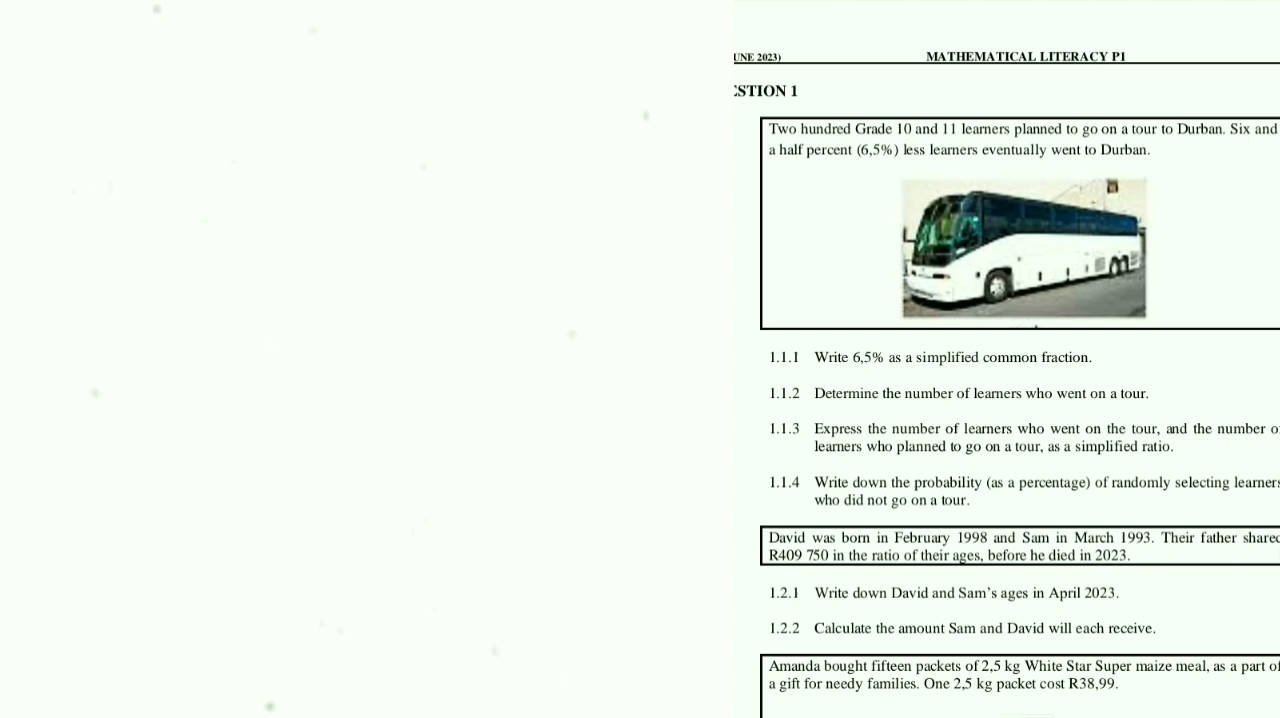 UNE 2023)
MATHEMATICAL LITERACY P1
STION 1
Two hundred Grade 10 and 11 learners planned to go on a tour to Durban. Six and
a half percent (6,5%) less learners eventually went to Durban.
1.1.1 Write 6,5% as a simplified common fraction.
1.1.2 Determine the number of learners who went on a tour.
1.1.3 Express the number of learners who went on the tour, and the number of
learners who planned to go on a tour, as a simplified ratio.
1.1.4 Write down the probability (as a percentage) of randomly selecting learners
who did not go on a tour.
David was born in February 1998 and Sam in March 1993. Their father shared
R409 750 in the ratio of their ages, before he died in 2023.
1.2.1 Write down David and Sam's ages in April 2023.
1.2.2 Calculate the amount Sam and David will each receive.
Amanda bought fifteen packets of 2,5 kg White Star Super maize meal, as a part of
a gift for needy families. One 2,5 kg packet cost R38,99.